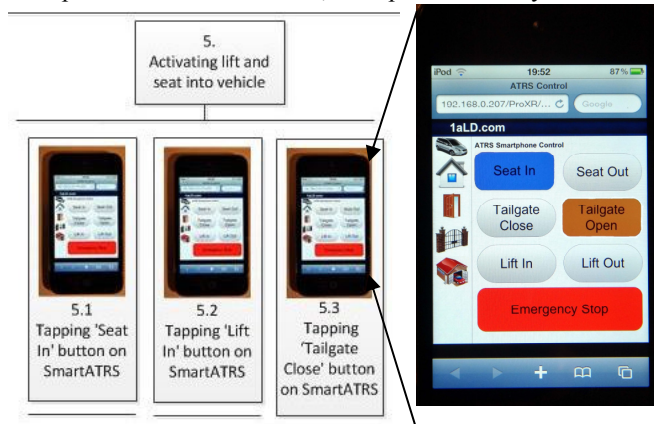 5.
Activating lift and
seat into vehicle
5.1
Tapping 'Seat
In' button on
SmartATRS
5.2
Tapping 'Lift
In' button on
SmartATRS
5.3
Tapping
'Tailgate
Close' button
on SmartATRS
iPod 19:52 87%
ATRS Control
192.168.0.207/ProXR/... Google
1aLD.com
ATRS Smartphone Control
Seat In Seat Out
Tailgate
Close
Tailgate
Open
Lift In Lift Out
Emergency Stop